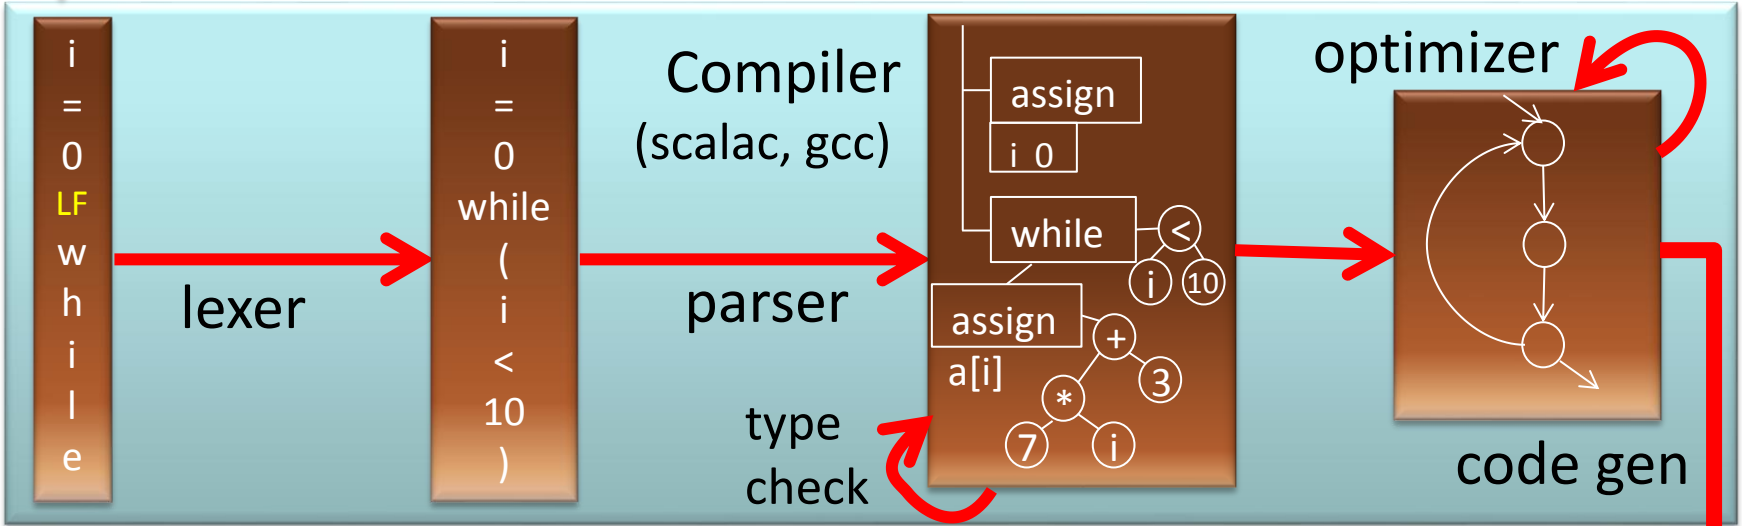 i
=
0
LF
w
h
i
l
e
lexer
i
=
0
while
(
i
<
10
)
Compiler
(scalac, gcc)
parser
assign
i 0
while
<
i
10
assign
a[i]
+
3
*
7
i
type
check
optimizer
code gen